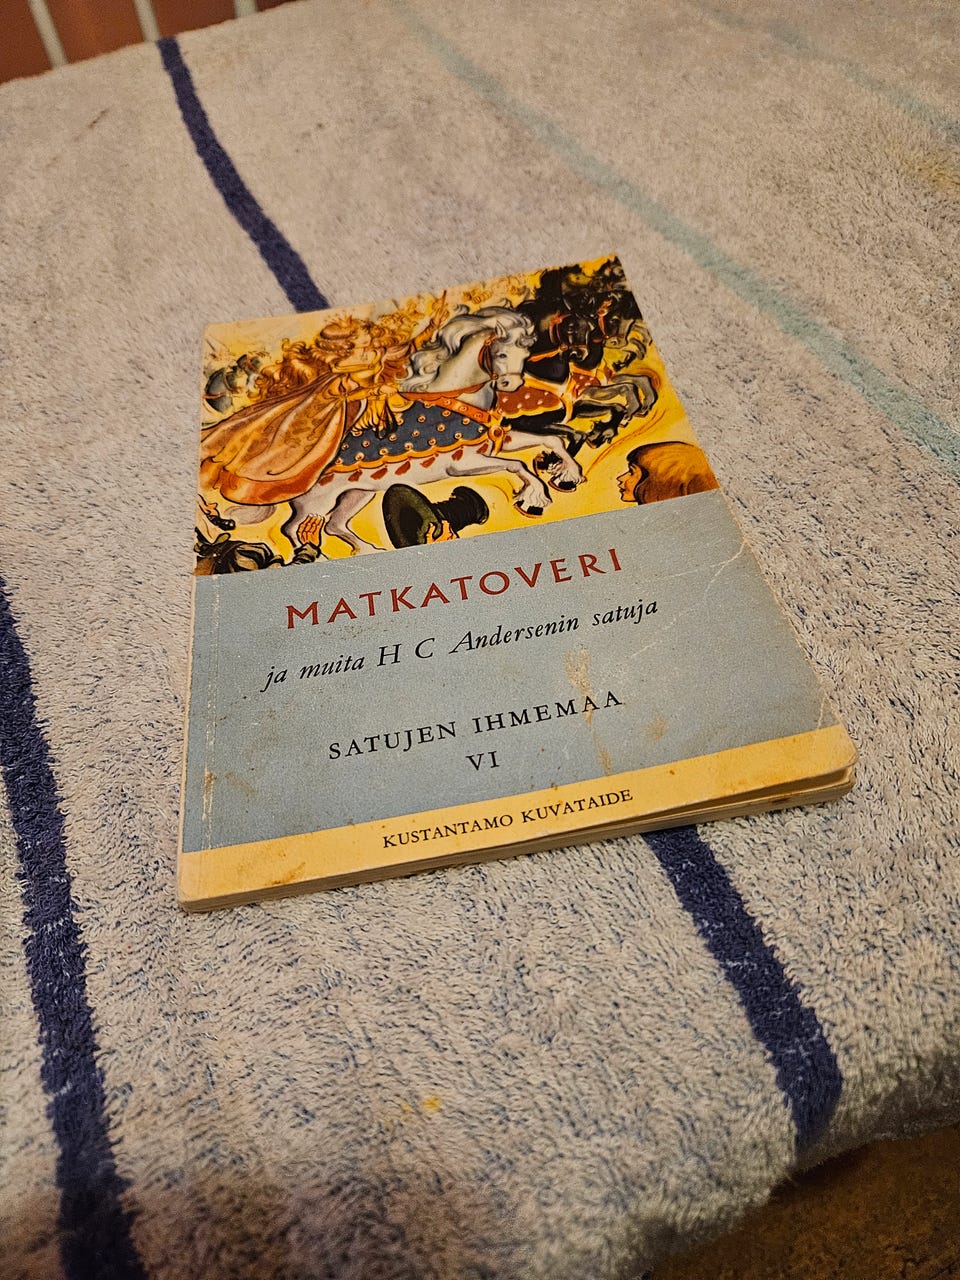 MATKATOVERI
ja muita H C Andersenin satuja
SATUJEN IHMEMAA
VI
KUSTANTAMO KUVATAIDE